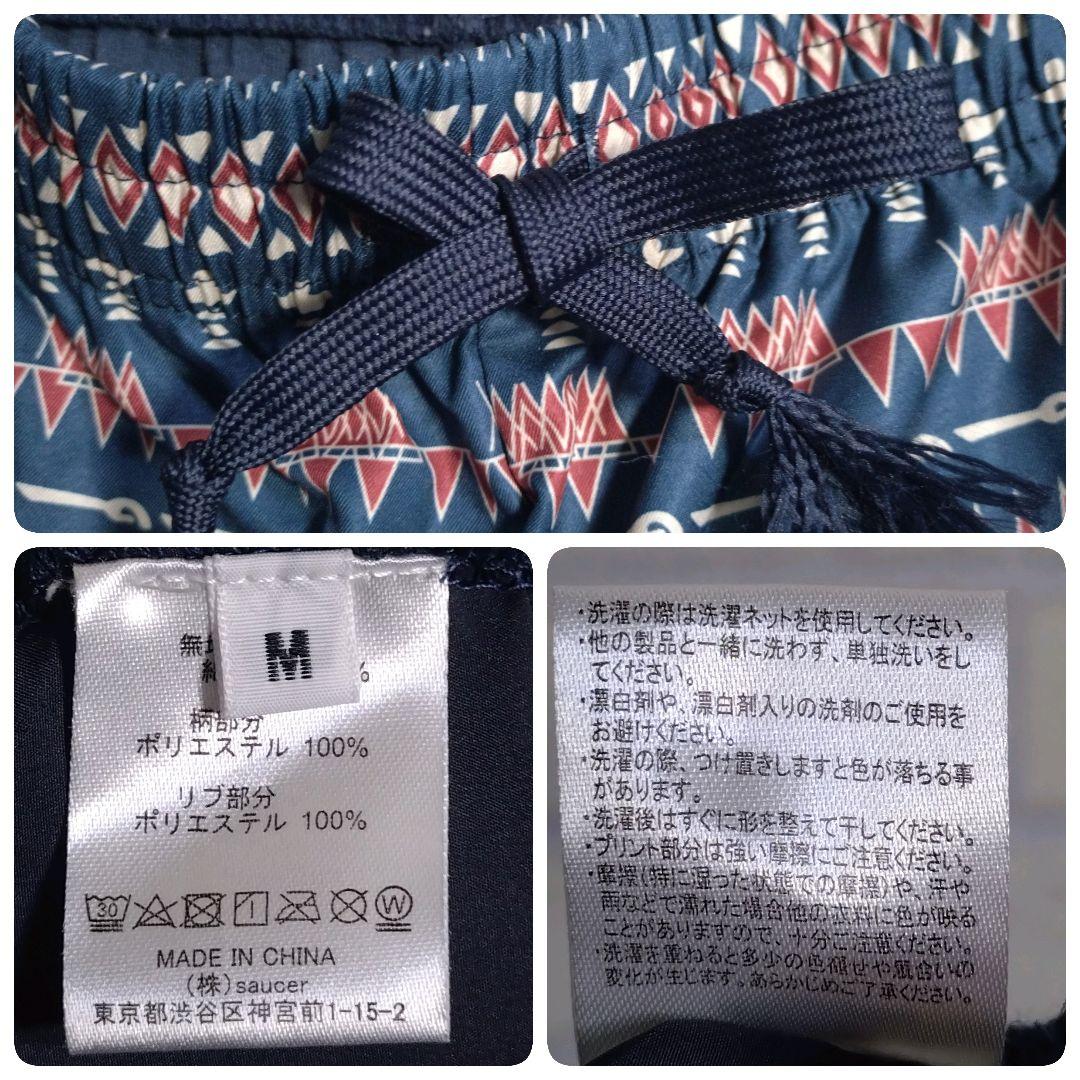 M
%
柄部分
ポリエステル 100%
リブ部分
ポリエステル 100%
30
W
MADE IN CHINA
(株)saucer
東京都渋谷区神宮前1-15-2
・洗濯の際は洗濯ネットを使用してください。
・他の製品と一緒に洗わず、単独洗いをし
てください。
・漂白剤や、漂白剤入りの洗剤のご使用を
お避けください。
・洗濯の際、つけ置きしますと色が落ちる事
があります。
・洗濯後はすぐに形を整えて干してください。
・プリント部分は強い摩擦にご注意ください。
・摩擦(特に湿った状態での摩擦)や、汗や
雨などで濡れた場合他の衣料に色が映る
ことがありますので、十分ご注意ください。
・洗濯を重ねると多少の色褪せや風合いの
変化が生じます。あらかじめご了承ください。